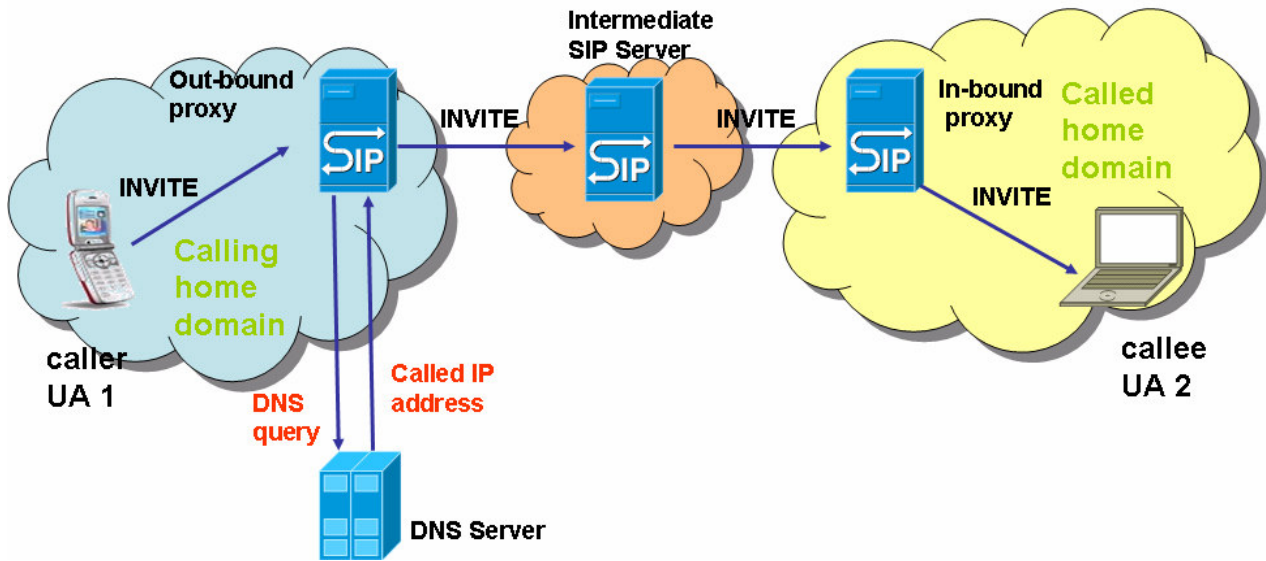 Intermediate
SIP Server
Out-bound
proxy
In-bound
proxy
Called
home
domain
INVITE
INVITE
SIP
SIP
SIP
INVITE
INVITE
Calling
home
domain
caller
UA 1
callee
UA 2
Called IP
address
DNS
query
DNS Server